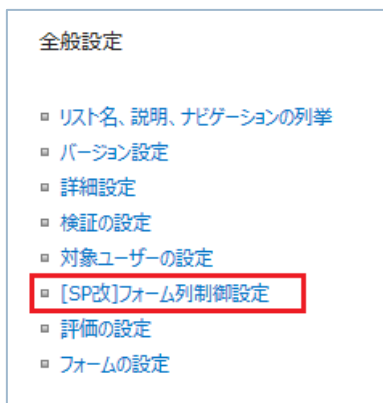 全般設定
リスト名、説明、ナビゲーションの列挙
バージョン設定
詳細設定
検証の設定
対象ユーザーの設定
[SP改]フォーム列制御設定
評価の設定
フォームの設定